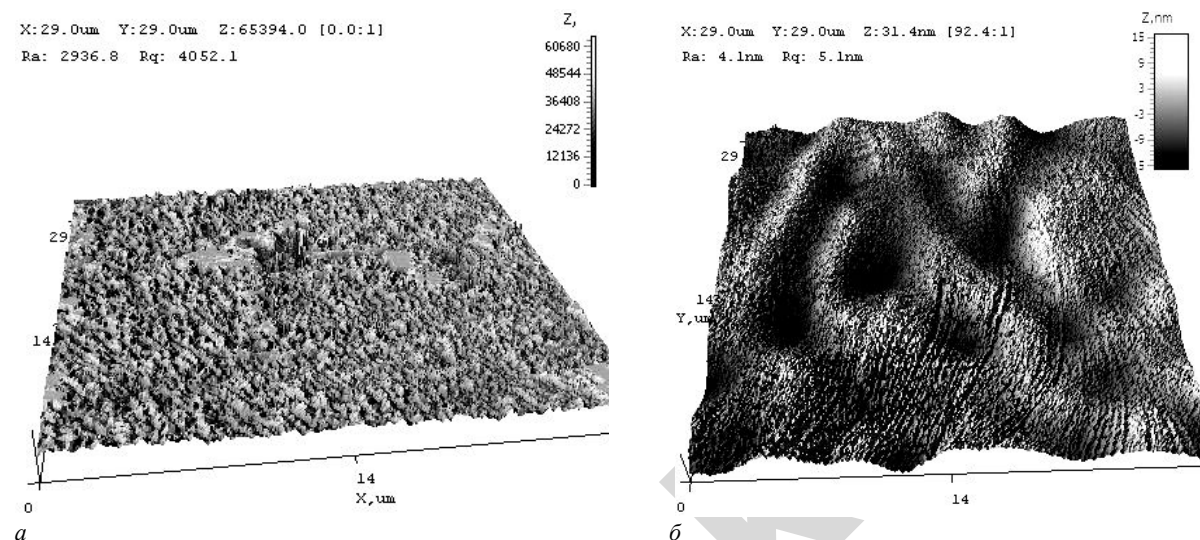 X:29.0um Y:29.0um Z:65394.0 [0.0:1]
Ra: 2936.8 Rq: 4052.1
Z,
60680
48544
36408
24272
12136
0
29
14
0
14
X,um
а
X:29.0um Y:29.0um Z:31.4nm [92.4:1]
Ra: 4.1nm Rq: 5.1nm
Z,nm
15
9
3
-3
-9
5
29
14
Y,um
0
14
б